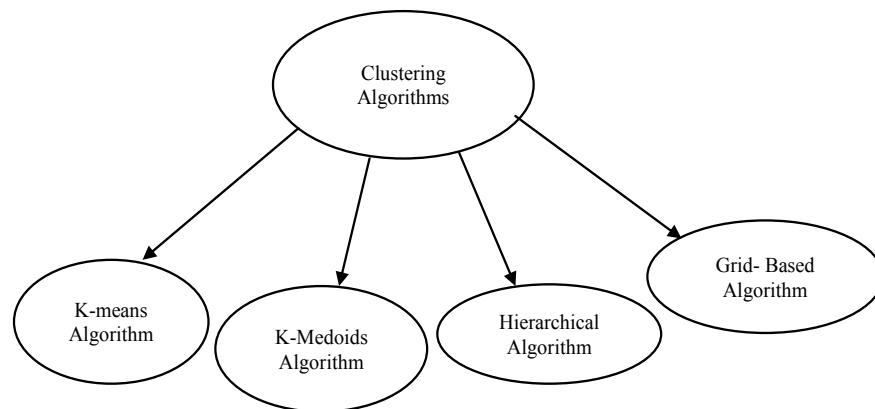 Clustering
Algorithms
K-means
Algorithm
K-Medoids
Algorithm
Hierarchical
Algorithm
Grid- Based
Algorithm